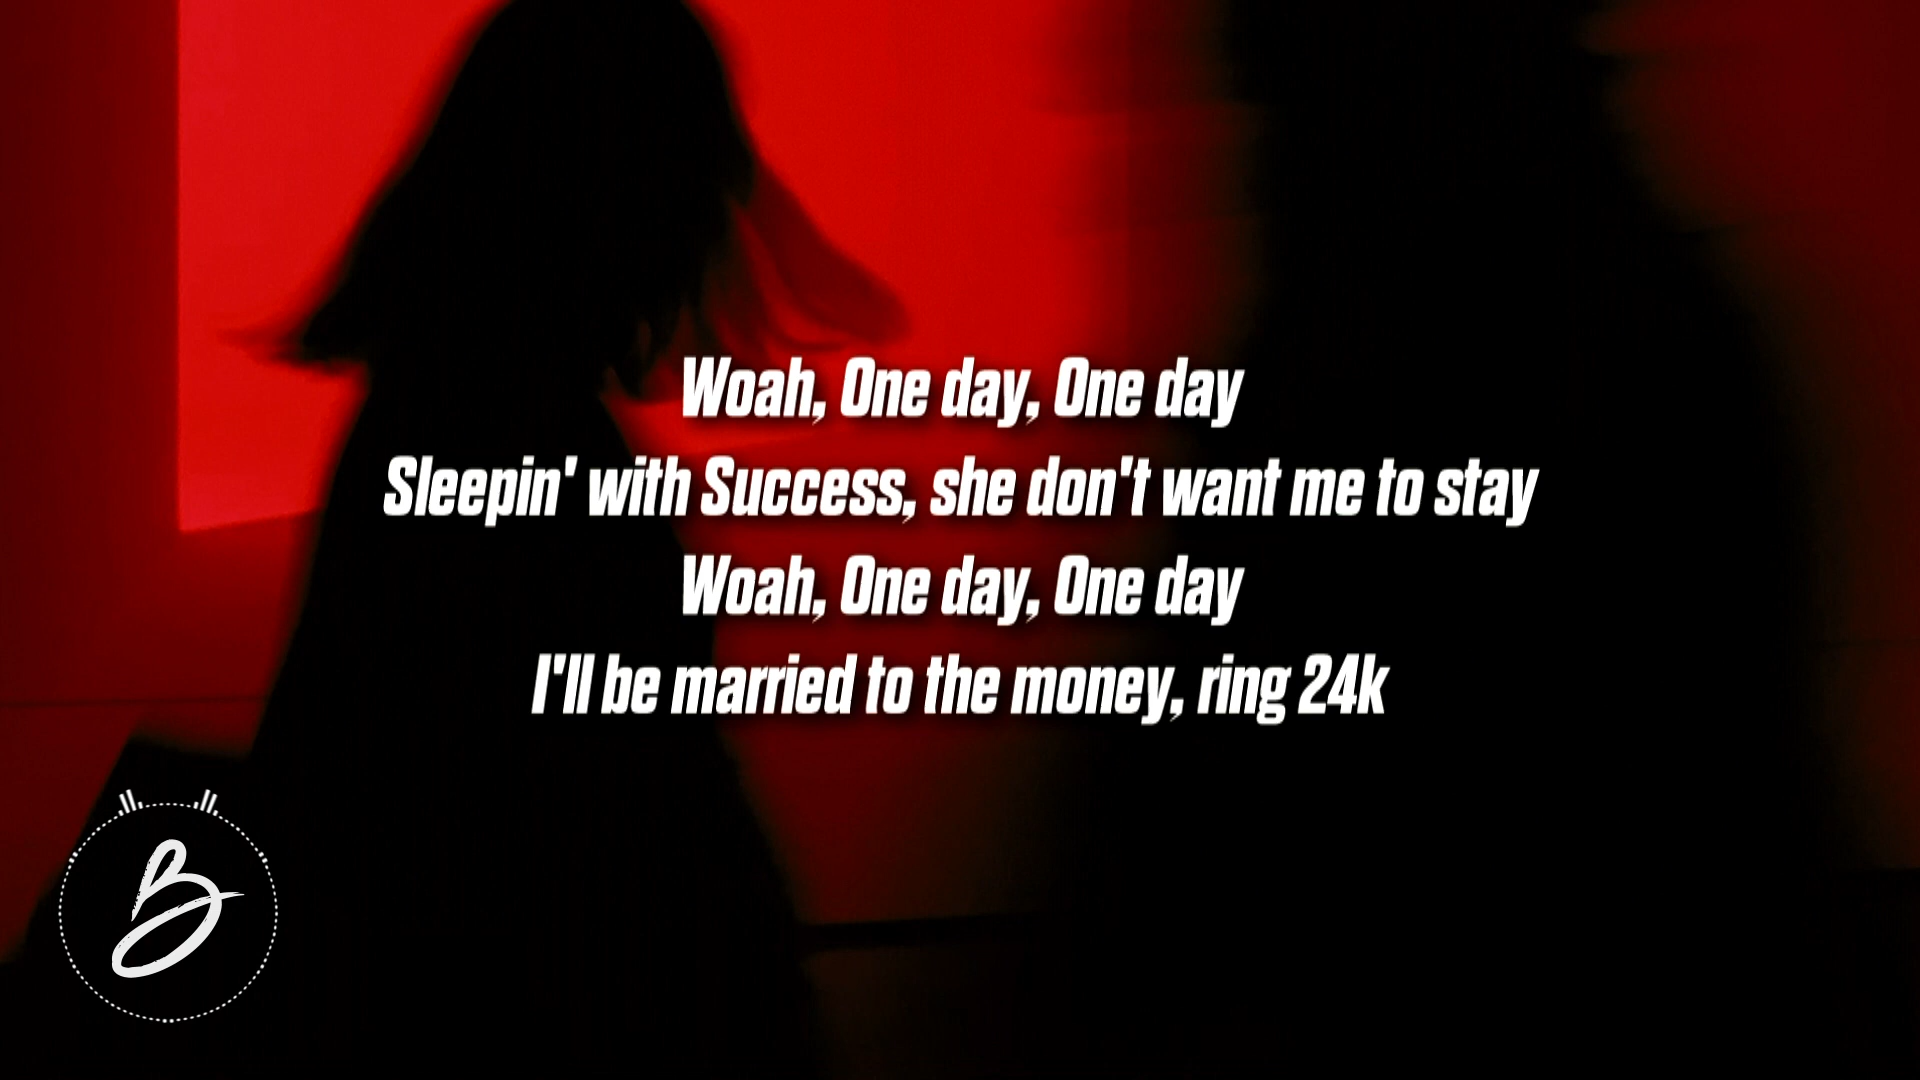 Woah, One day, One day
Sleepin' with Success, she don't want me to stay
Woah, One day, One day
I'll be married to the money, ring 24k
B